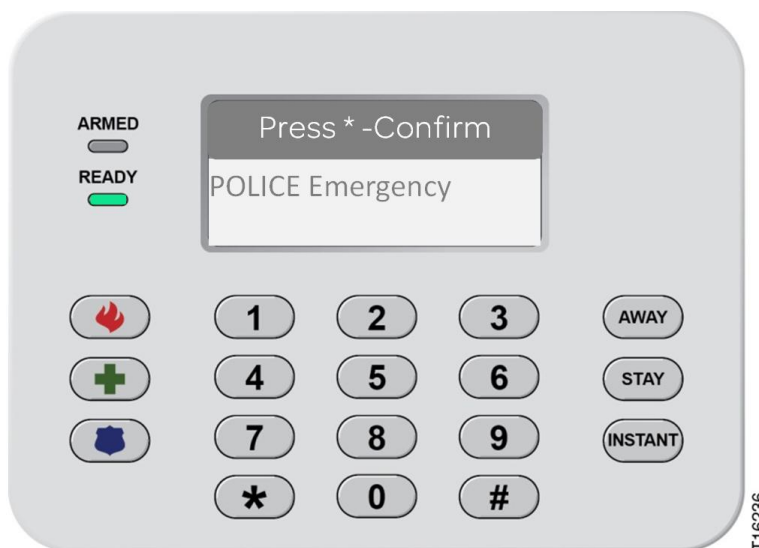 ARMED
READY
Press * -Confirm
POLICE Emergency
1 2 3 AWAY
4 5 6 STAY
7 8 9 INSTANT
* 0 #
T16236